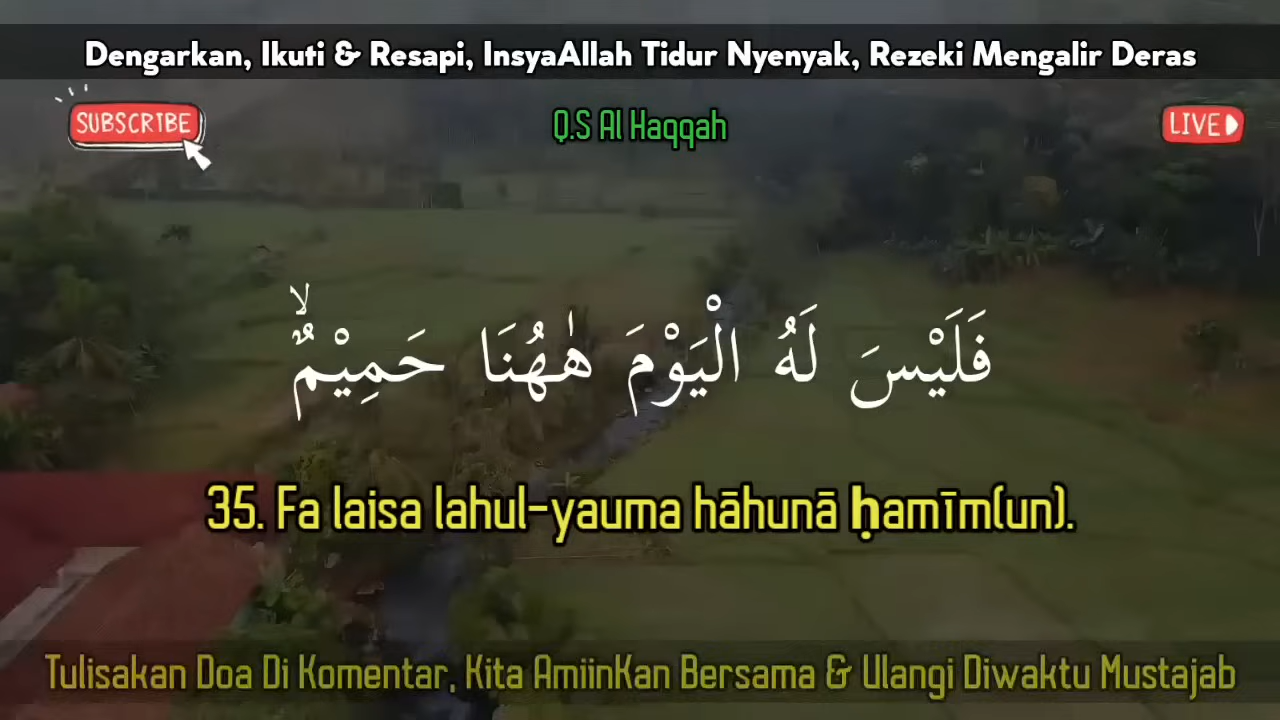 Dengarkan, Ikuti & Resapi, InsyaAllah Tidur Nyenyak, Rezeki Mengalir Deras
SUBSCRIBE
Q.S Al Haqqah
LIVE
فَلَيْسَ لَهُ الْيَوْمَ هٰهُنَا حَمِيْمٌۙ
35. Fa laisa lahul-yauma hāhunā ḥamīm(un).
Tulisakan Doa Di Komentar, Kita AmiinKan Bersama & Ulangi Diwaktu Mustajab